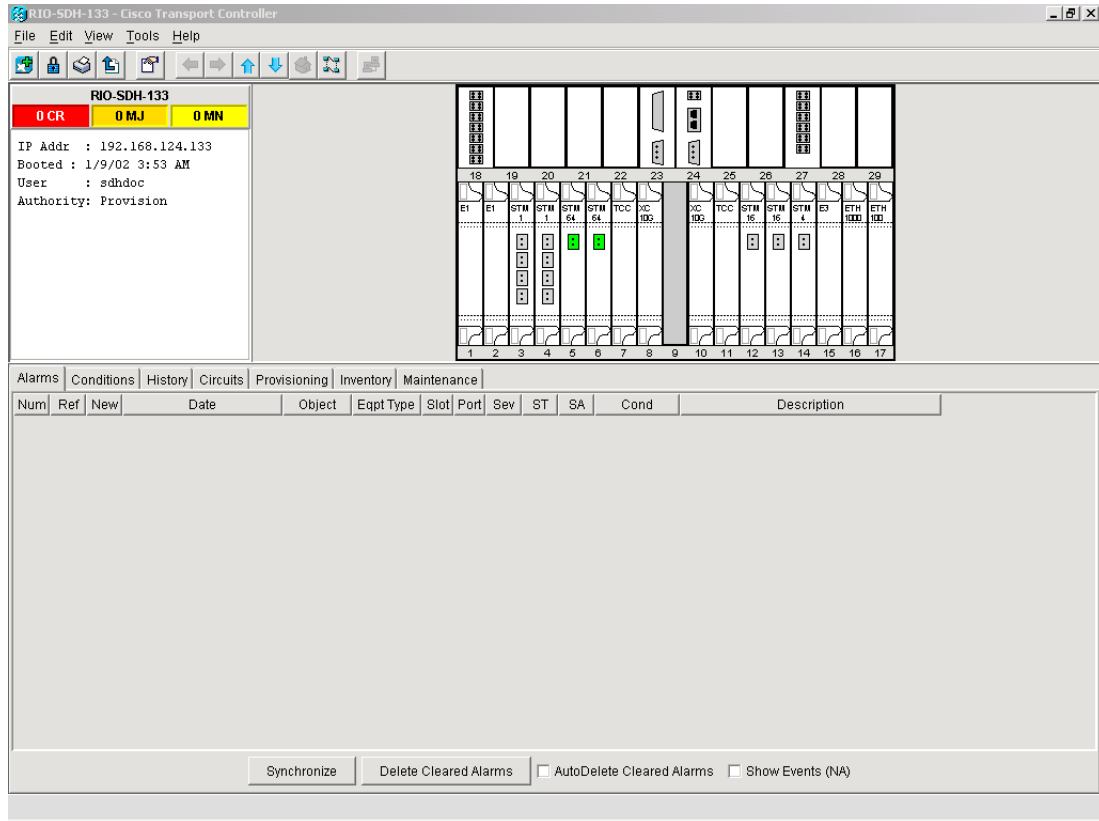 RIO-SDH-133 - Cisco Transport Controller
File Edit View Tools Help
RIO-SDH-133
0 CR 0 MJ 0 MN
IP Addr : 192.168.124.133
Booted : 1/9/02 3:53 AM
User : sdhdoc
Authority: Provision
18 19 20 21 22 23 24 25 26 27 28 29
E1 E1 STM 1 STM 1 STM 64 STM 64 TCC XC 10G XC 10G TCC STM 16 STM 16 STM 4 E3 ETH 1000 ETH 100
1 2 3 4 5 6 7 8 9 10 11 12 13 14 15 16 17
Alarms Conditions History Circuits Provisioning Inventory Maintenance
Num Ref New Date Object Eqpt Type Slot Port Sev ST SA Cond Description
Synchronize Delete Cleared Alarms AutoDelete Cleared Alarms Show Events (NA)